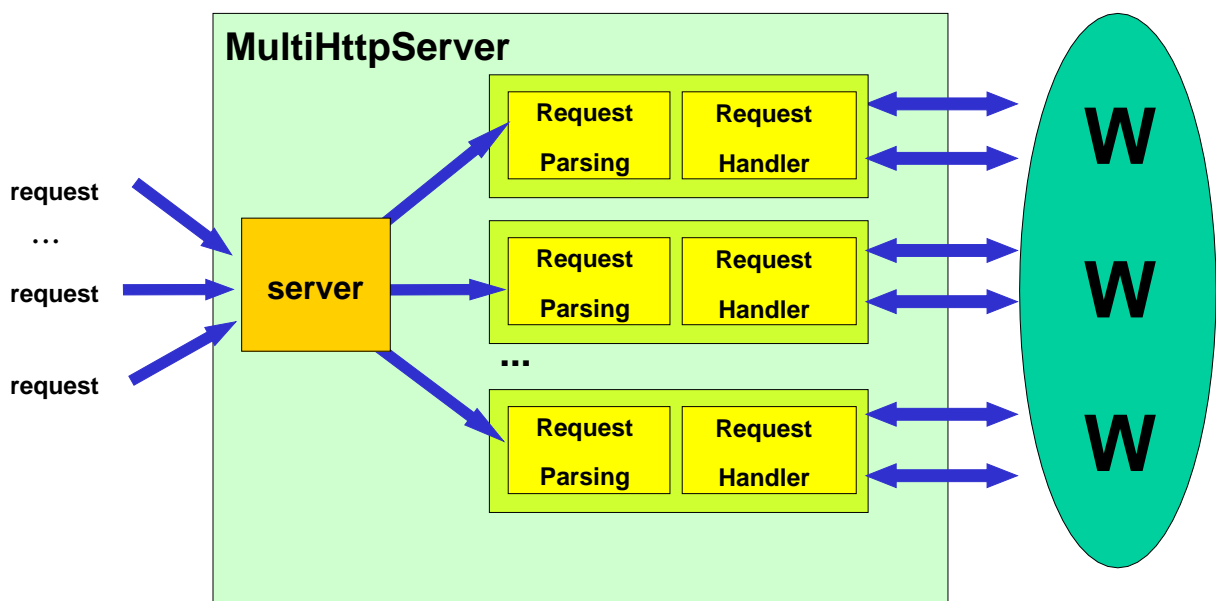 MultiHttpServer
request
...
request
request
server
Request
Parsing
Request
Handler
Request
Parsing
Request
Handler
...
Request
Parsing
Request
Handler
W
W
W